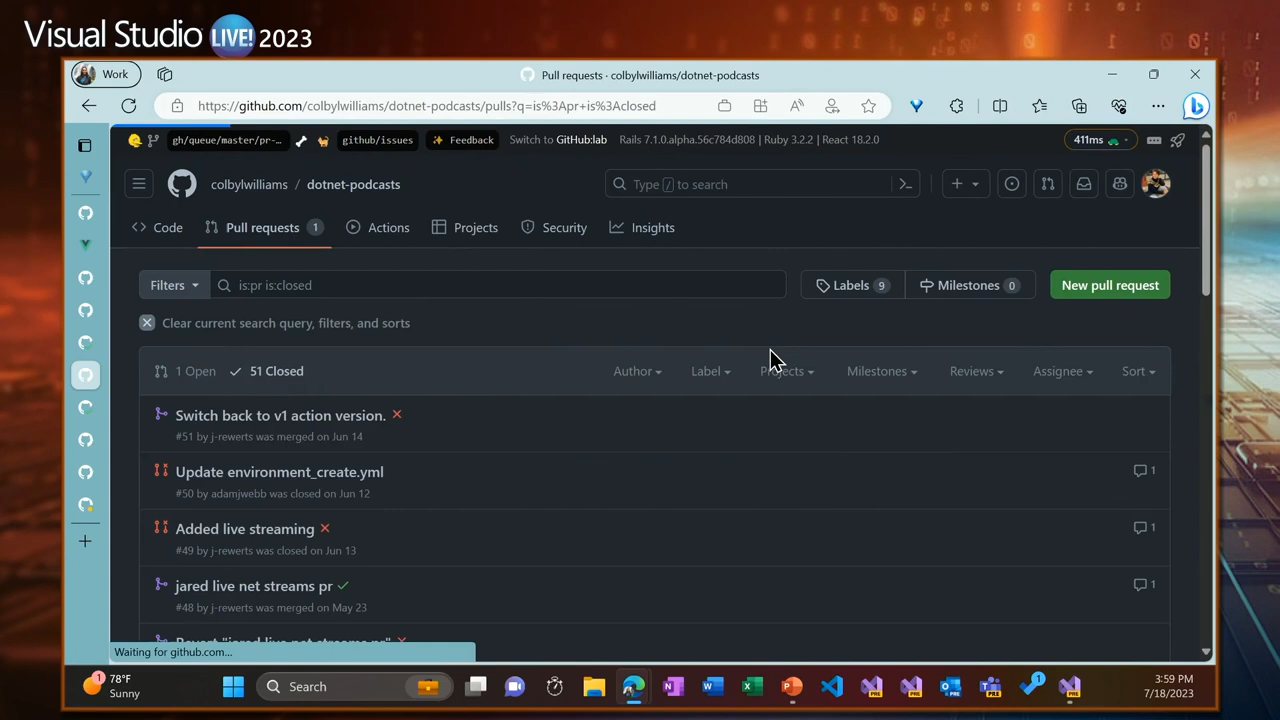 Visual Studio LIVE! 2023
Work
Pull requests · colbylwilliams/dotnet-podcasts
https://github.com/colbylwilliams/dotnet-podcasts/pulls?q=is%3Apr+is%3Aclosed
gh/queue/master/pr-... github/issues Feedback Switch to GitHub:lab Rails 7.1.0.alpha.56c784d808 | Ruby 3.2.2 | React 18.2.0 411ms
colbylwilliams / dotnet-podcasts Type / to search
Code Pull requests 1 Actions Projects Security Insights
Filters is:pr is:closed Labels 9 Milestones 0 New pull request
Clear current search query, filters, and sorts
1 Open 51 Closed Author Label Projects Milestones Reviews Assignee Sort
Switch back to v1 action version.
#51 by j-rewerts was merged on Jun 14
Update environment_create.yml 1
#50 by adamjwebb was closed on Jun 12
Added live streaming 1
#49 by j-rewerts was closed on Jun 13
jared live net streams pr 1
#48 by j-rewerts was merged on May 23
Revert "jared live net streams pr"
Waiting for github.com...
1 78°F
Sunny
Search
1
3:59 PM
7/18/2023